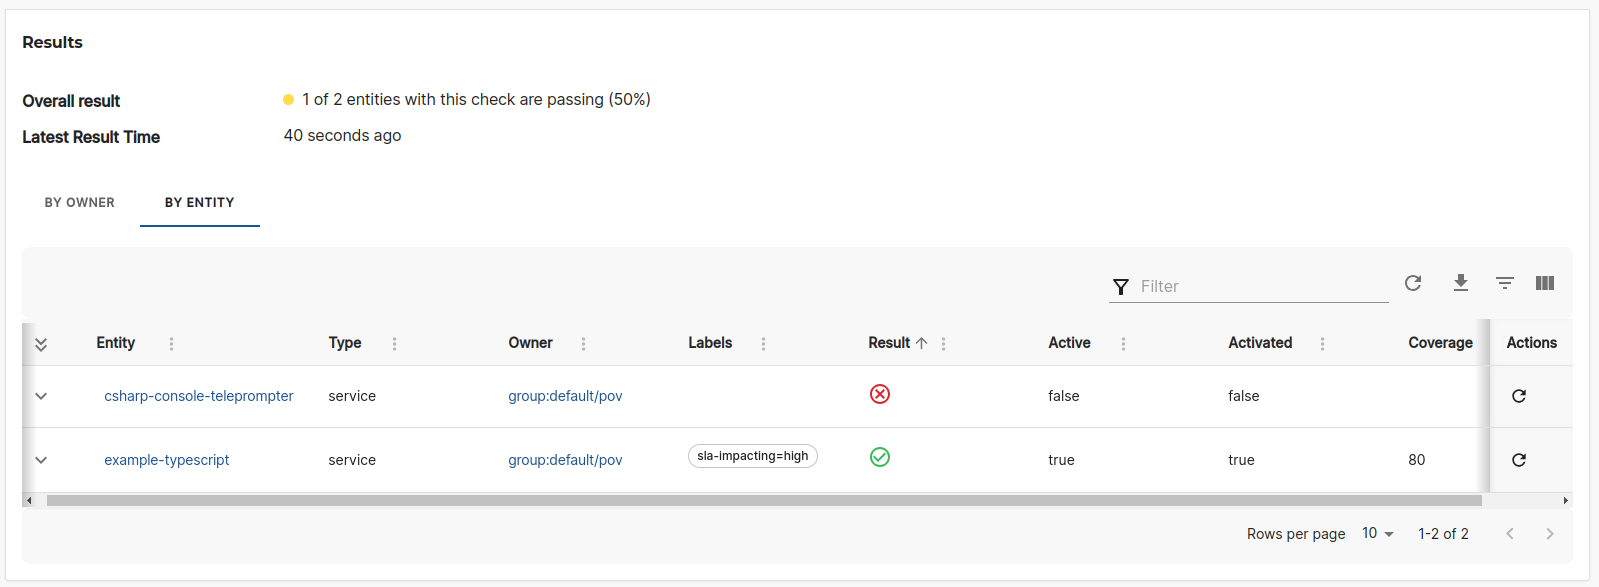 Results
Overall result 1 of 2 entities with this check are passing (50%)
Latest Result Time 40 seconds ago
BY OWNER BY ENTITY
Filter
Entity Type Owner Labels Result Active Activated Coverage Actions
csharp-console-teleprompter service group:default/pov false false
example-typescript service group:default/pov sla-impacting=high true true 80
Rows per page 10 1-2 of 2